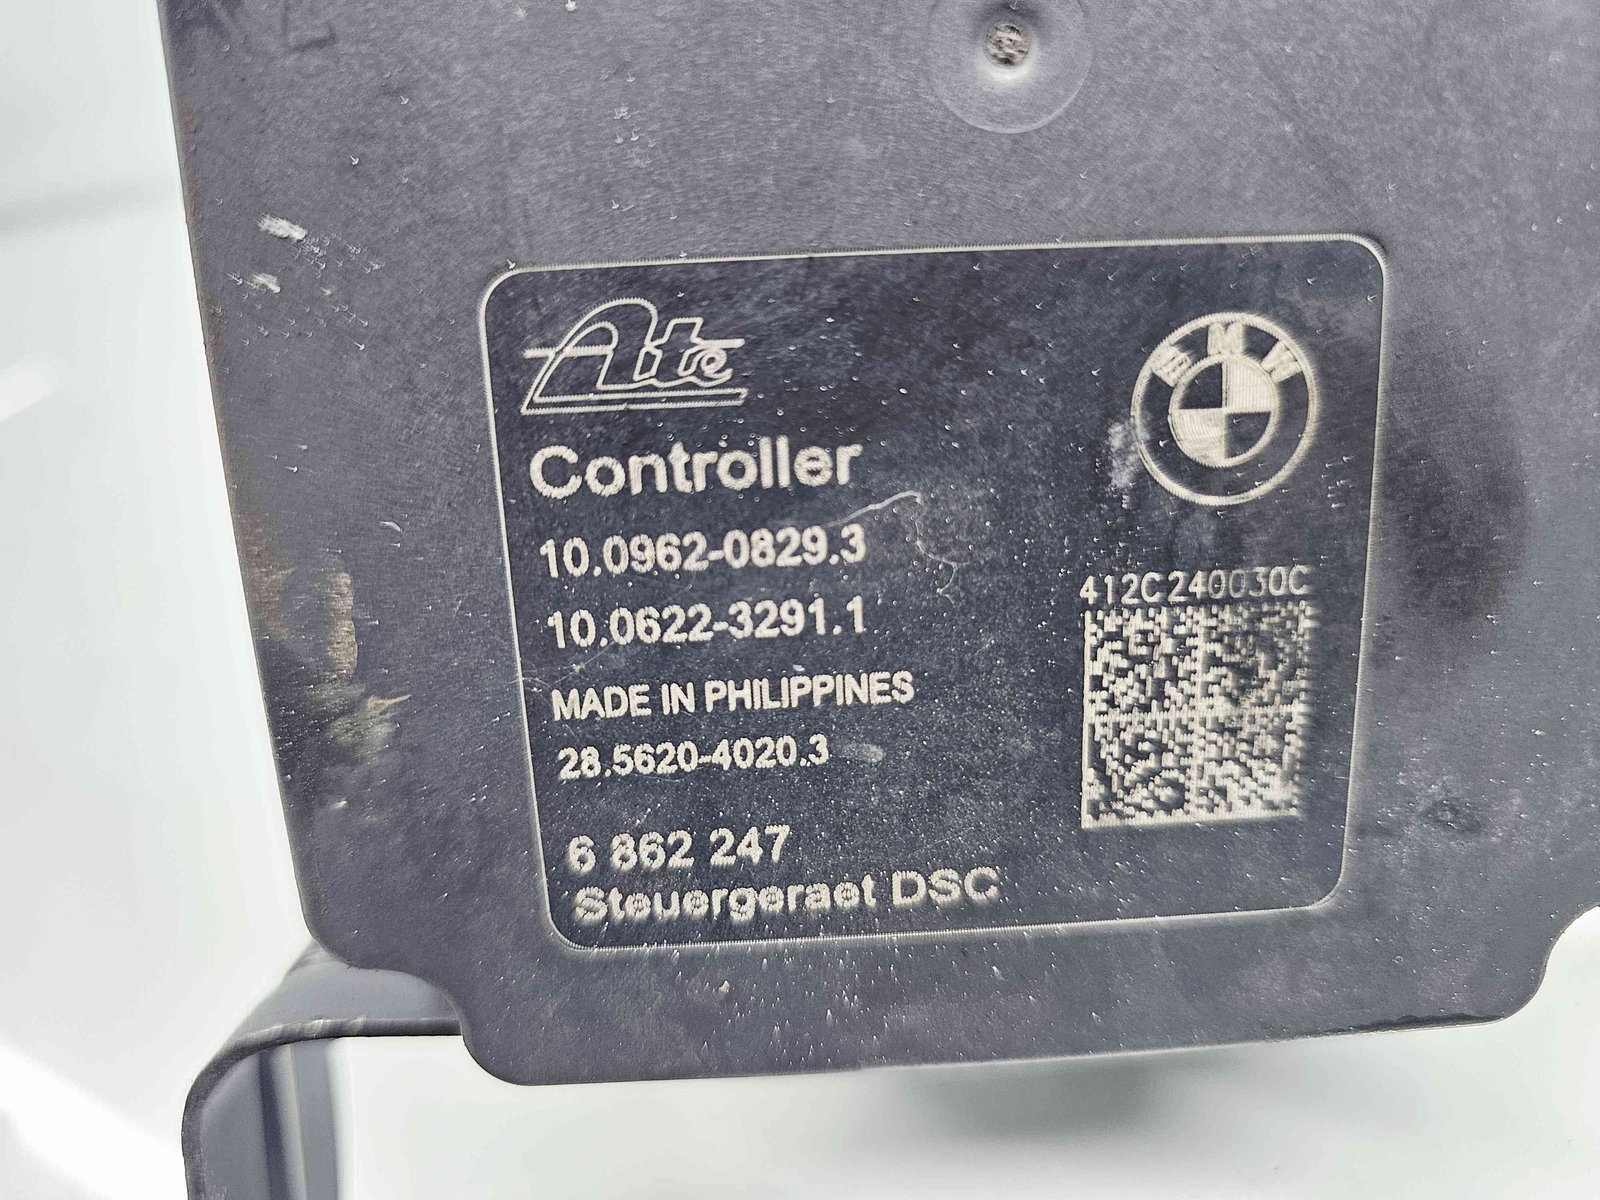 Ate
BMW
Controller
10.0962-0829.3
10.0622-3291.1
412C240030C
MADE IN PHILIPPINES
28.5620-4020.3
6 862 247
Steuergeraet DSC